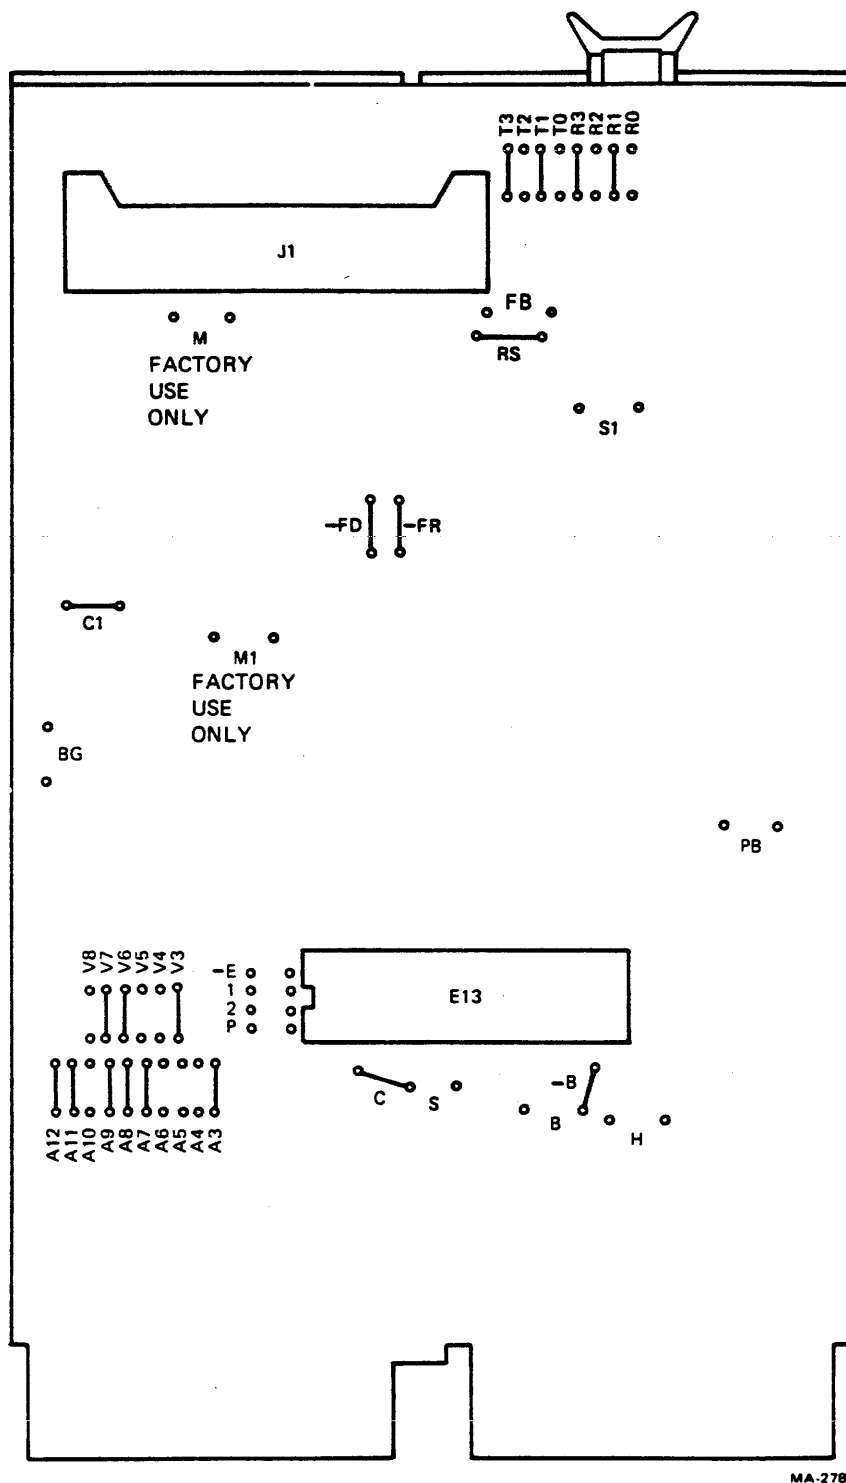 T3 T2 T1 T0 R3 R2 R1 R0
J1
FB
M
RS
FACTORY
USE
ONLY
S1
-FD
-FR
C1
M1
FACTORY
USE
ONLY
BG
PB
V8 V7 V6 V5 V4 V3
-E
1
2
P
E13
C
S
-B
B
H
A12 A11 A10 A9 A8 A7 A6 A5 A4 A3
MA-278